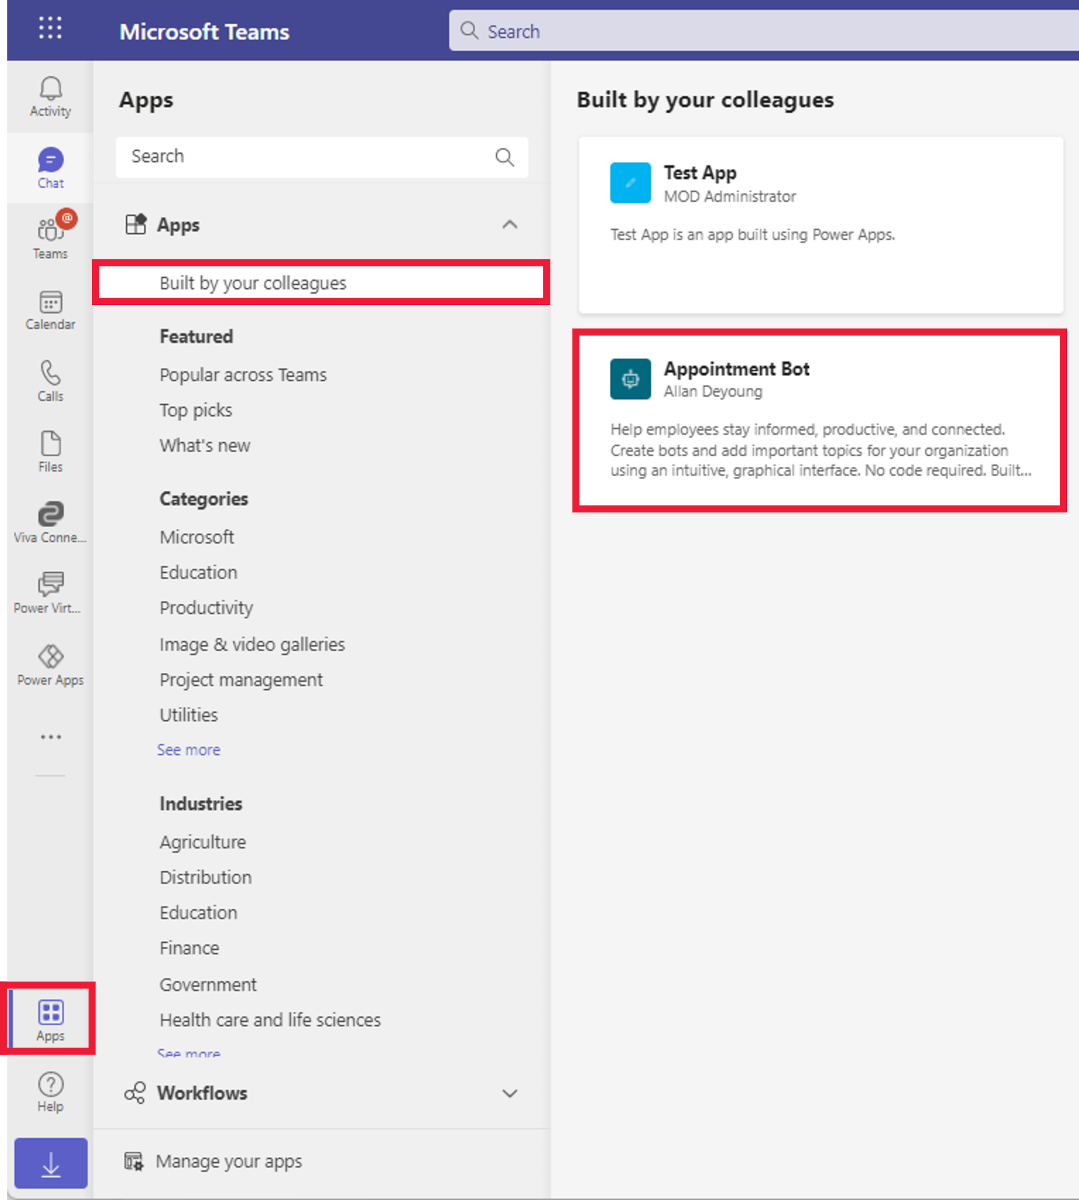 Microsoft Teams
Search
Activity
Chat
@
Teams
Calendar
Calls
Files
Viva Conne...
Power Virt...
Power Apps
Apps
Help
Apps
Search
Apps
Built by your colleagues
Featured
Popular across Teams
Top picks
What's new
Categories
Microsoft
Education
Productivity
Image & video galleries
Project management
Utilities
See more
Industries
Agriculture
Distribution
Education
Finance
Government
Health care and life sciences
See more
Workflows
Manage your apps
Built by your colleagues
Test App
MOD Administrator
Test App is an app built using Power Apps.
Appointment Bot
Allan Deyoung
Help employees stay informed, productive, and connected.
Create bots and add important topics for your organization
using an intuitive, graphical interface. No code required. Built...